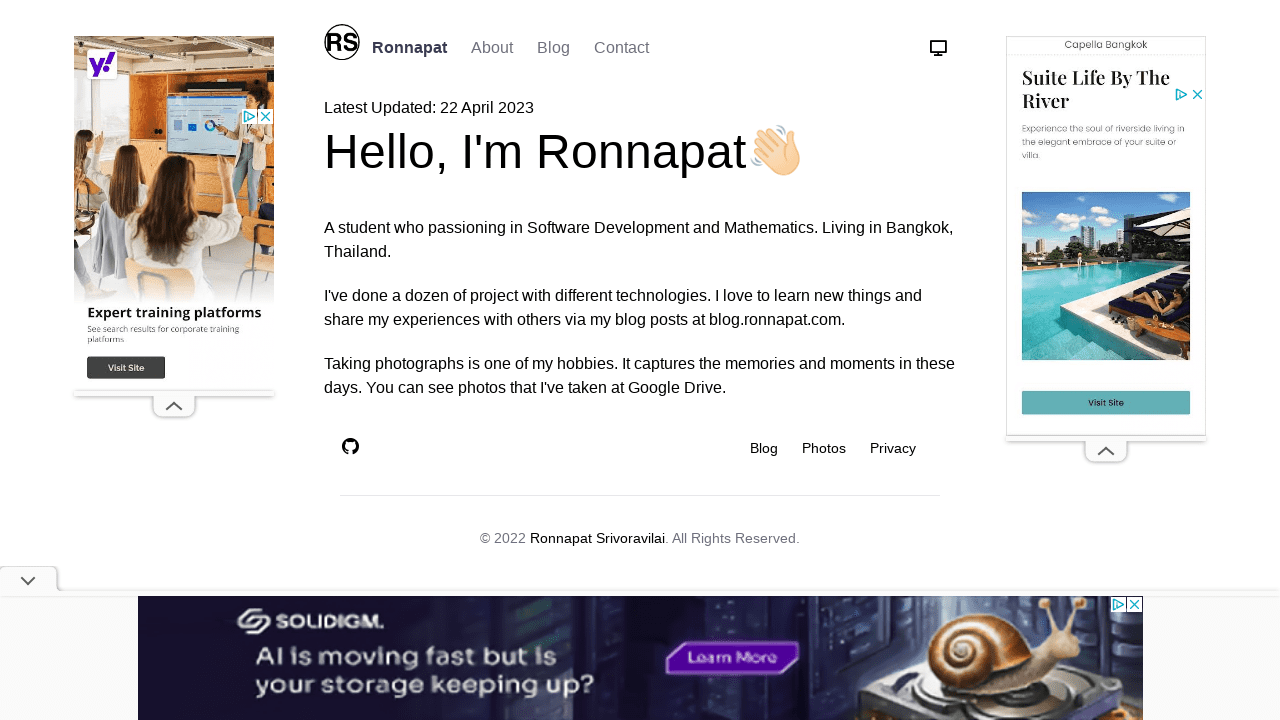 RS
Ronnapat
About
Blog
Contact
Latest Updated: 22 April 2023
Hello, I'm Ronnapat👋🏻
A student who passioning in Software Development and Mathematics. Living in Bangkok,
Thailand.
I've done a dozen of project with different technologies. I love to learn new things and
share my experiences with others via my blog posts at blog.ronnapat.com.
Taking photographs is one of my hobbies. It captures the memories and moments in these
days. You can see photos that I've taken at Google Drive.
Blog
Photos
Privacy
© 2022 Ronnapat Srivoravilai. All Rights Reserved.
y!
Expert training platforms
See search results for corporate training
platforms
Visit Site
Capella Bangkok
Suite Life By The
River
Experience the soul of riverside living in
the elegant embrace of your suite or
villa.
Visit Site
SOLIDIGM.
AI is moving fast but is
your storage keeping up?
Learn More